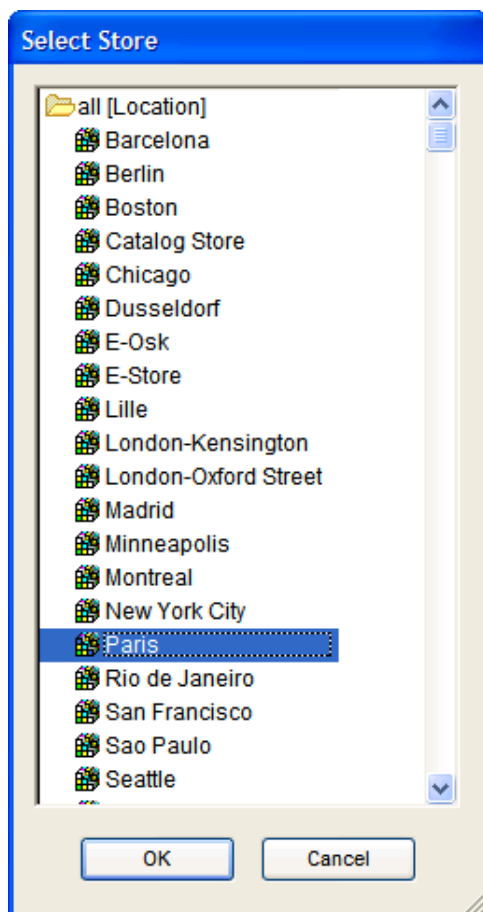 Select Store
all [Location]
Barcelona
Berlin
Boston
Catalog Store
Chicago
Dusseldorf
E-Osk
E-Store
Lille
London-Kensington
London-Oxford Street
Madrid
Minneapolis
Montreal
New York City
Paris
Rio de Janeiro
San Francisco
Sao Paulo
Seattle
OK Cancel